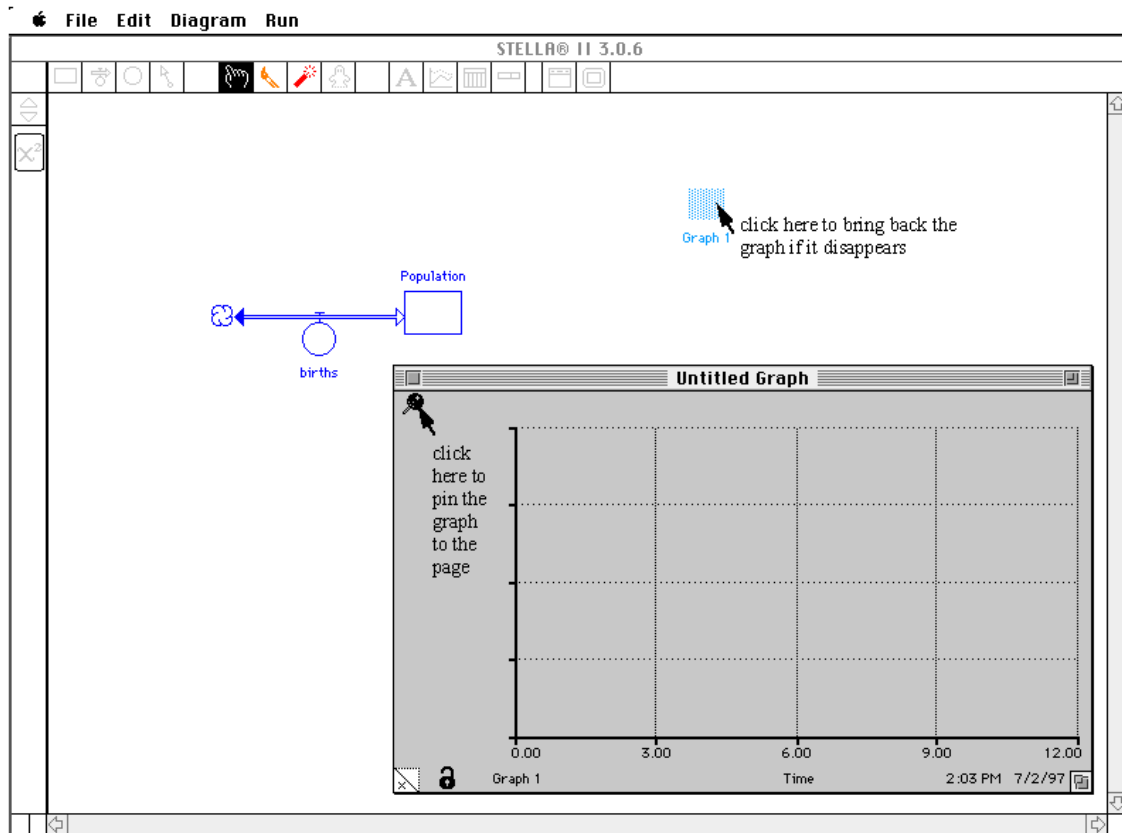 File Edit Diagram Run
STELLA® II 3.0.6
A
x²
click here to bring back the
graph if it disappears
Graph 1
Population
births
Untitled Graph
click
here to
pin the
graph
to the
page
0.00 3.00 6.00 9.00 12.00
Graph 1 Time 2:03 PM 7/2/97